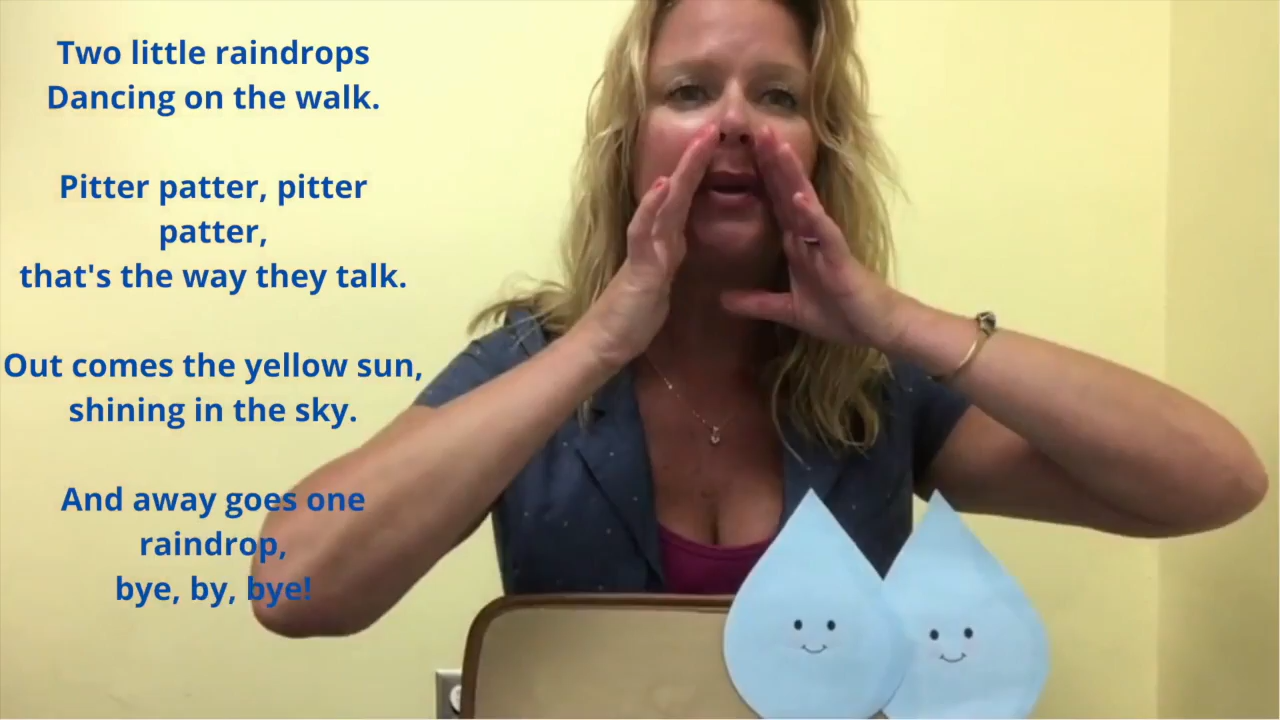 Two little raindrops
Dancing on the walk.
Pitter patter, pitter
patter,
that's the way they talk.
Out comes the yellow sun,
shining in the sky.
And away goes one
raindrop,
bye, by, bye!